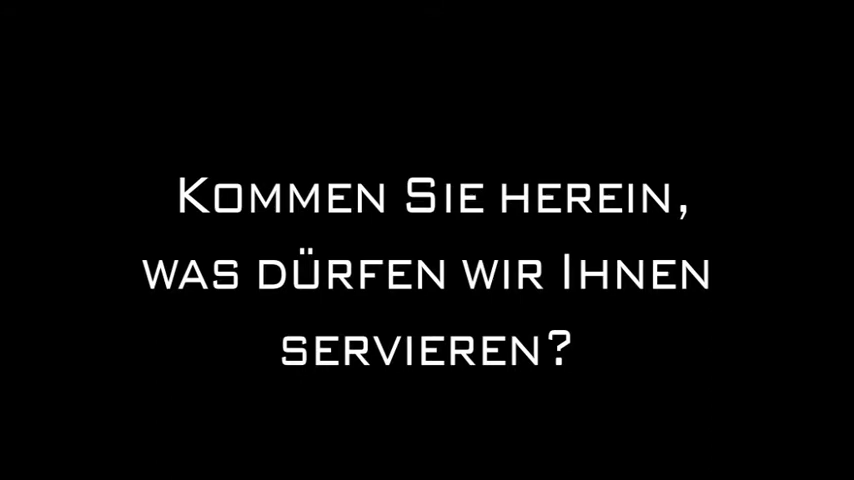 Kommen Sie herein,
was dürfen wir Ihnen
servieren?